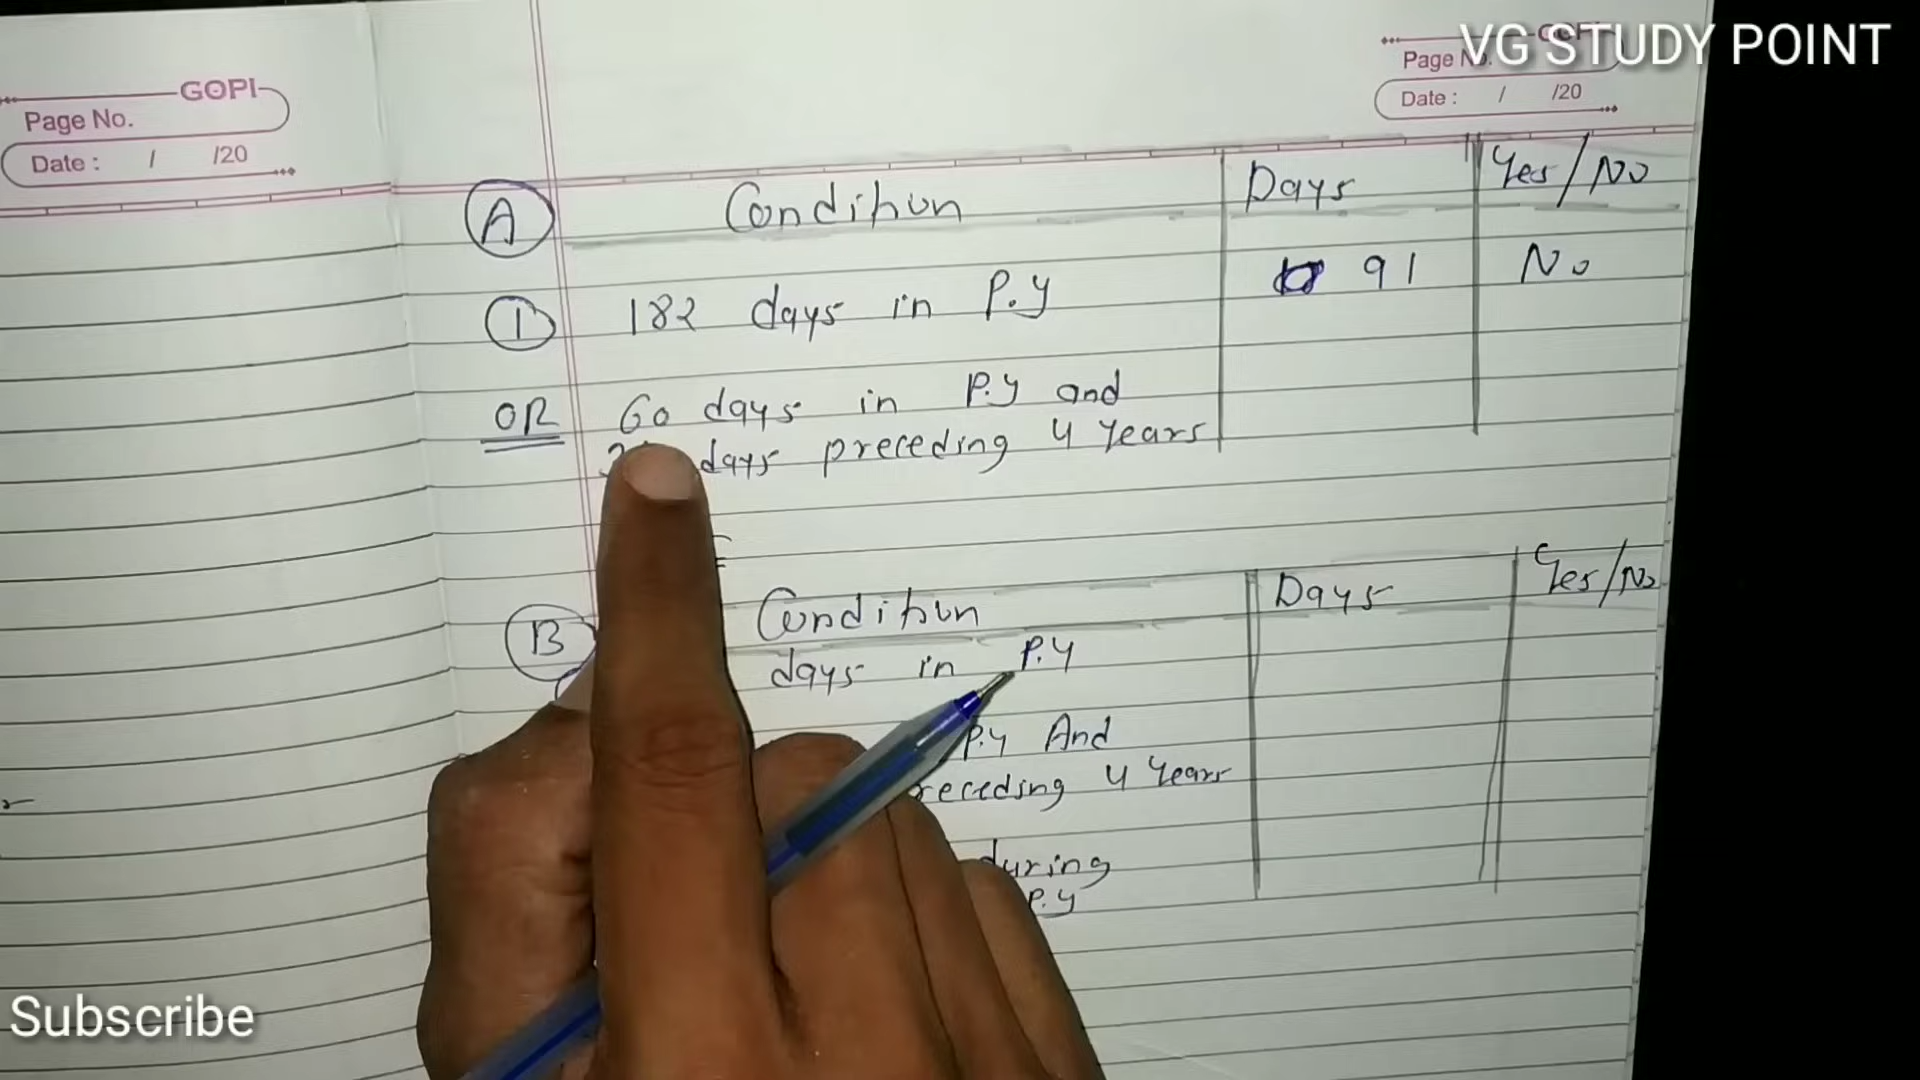 VG STUDY POINT
GOPI
Page No.
Date : / /20
Page No.
Date : / /20
A Condition Days Yes/No
1 182 days in P.Y 91 No
OR 60 days in P.Y and
days preceding 4 Years
B Condition Days Yes/No
days in P.Y
P.Y And
preceding 4 Years
during
P.Y
Subscribe